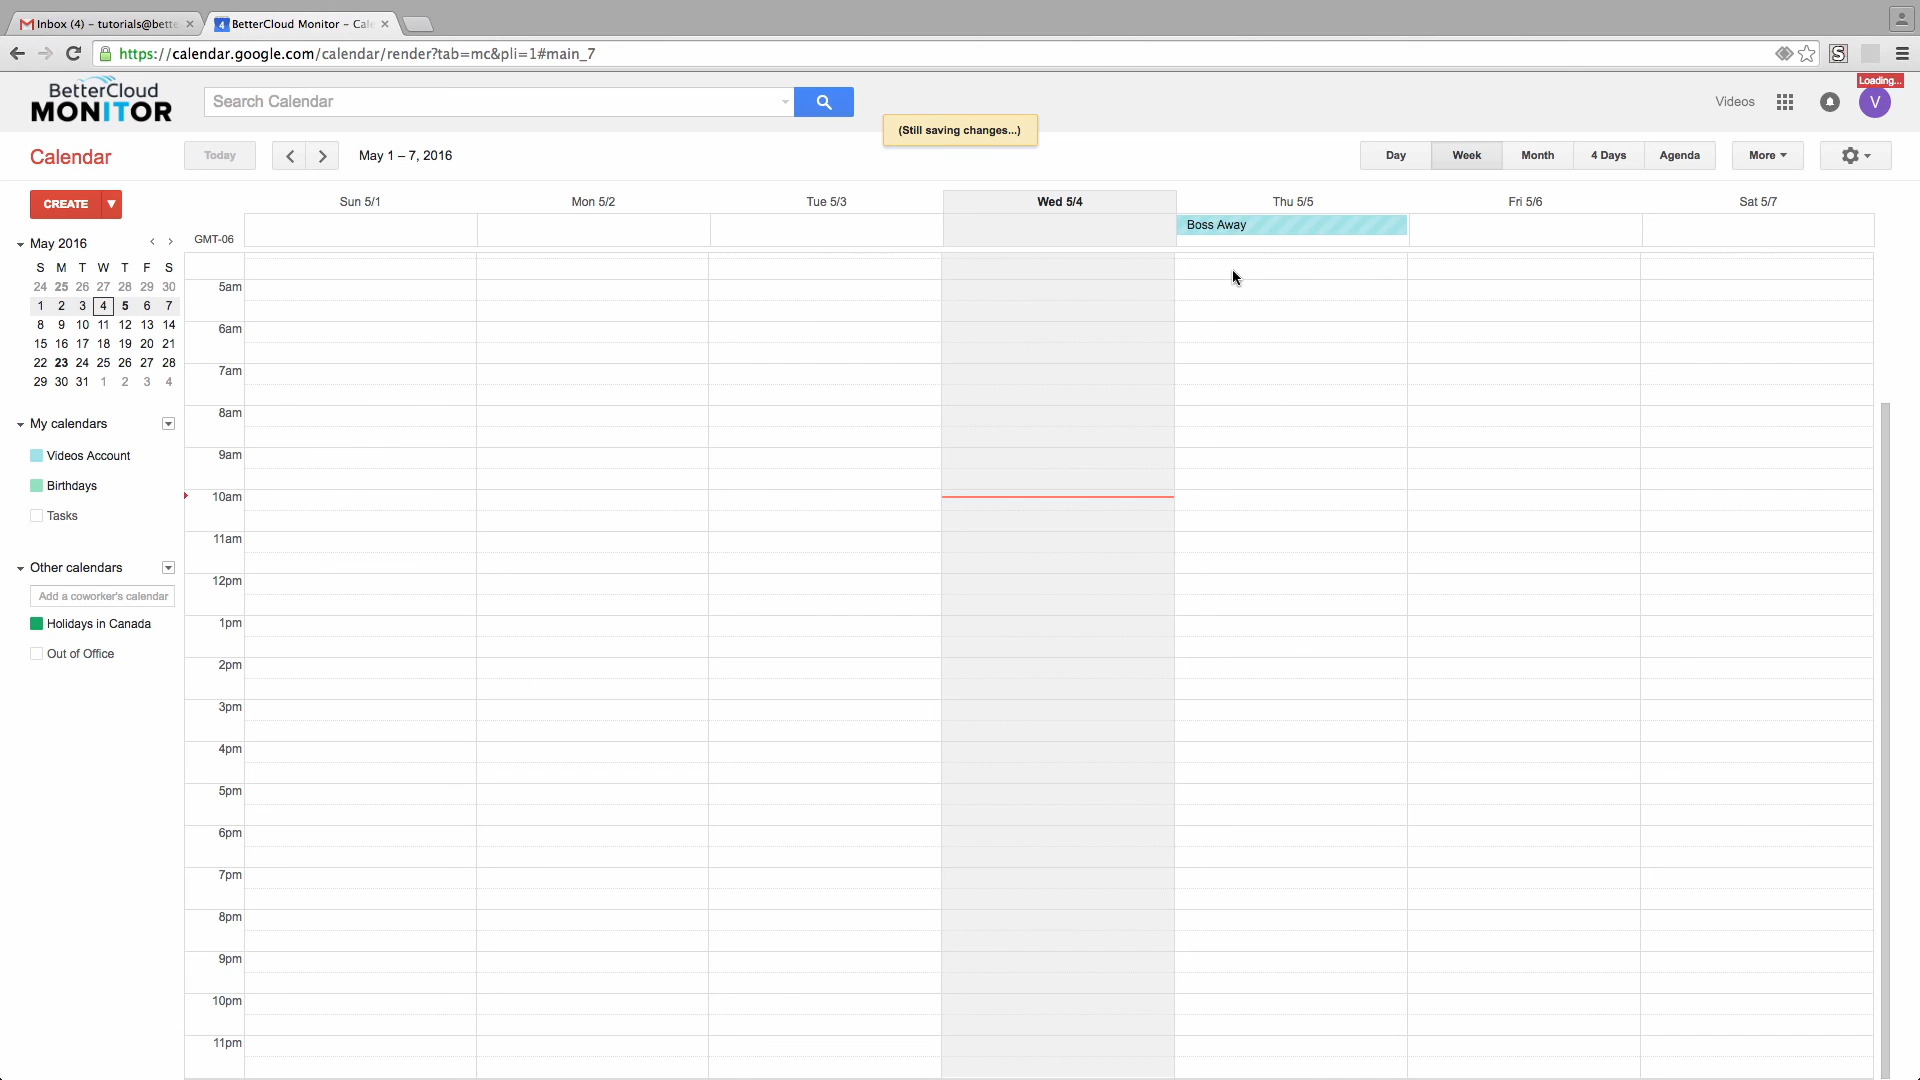 Inbox (4) – tutorials@bette
BetterCloud Monitor – Cale
https://calendar.google.com/calendar/render?tab=mc&pli=1#main_7
BetterCloud
MONITOR
Search Calendar
Videos
Loading...
V
(Still saving changes...)
Calendar
Today
May 1 – 7, 2016
Day
Week
Month
4 Days
Agenda
More
CREATE
Sun 5/1
Mon 5/2
Tue 5/3
Wed 5/4
Thu 5/5
Fri 5/6
Sat 5/7
GMT-06
Boss Away
May 2016
S M T W T F S
24 25 26 27 28 29 30
1 2 3 4 5 6 7
8 9 10 11 12 13 14
15 16 17 18 19 20 21
22 23 24 25 26 27 28
29 30 31 1 2 3 4
My calendars
Videos Account
Birthdays
Tasks
Other calendars
Add a coworker's calendar
Holidays in Canada
Out of Office
5am
6am
7am
8am
9am
10am
11am
12pm
1pm
2pm
3pm
4pm
5pm
6pm
7pm
8pm
9pm
10pm
11pm